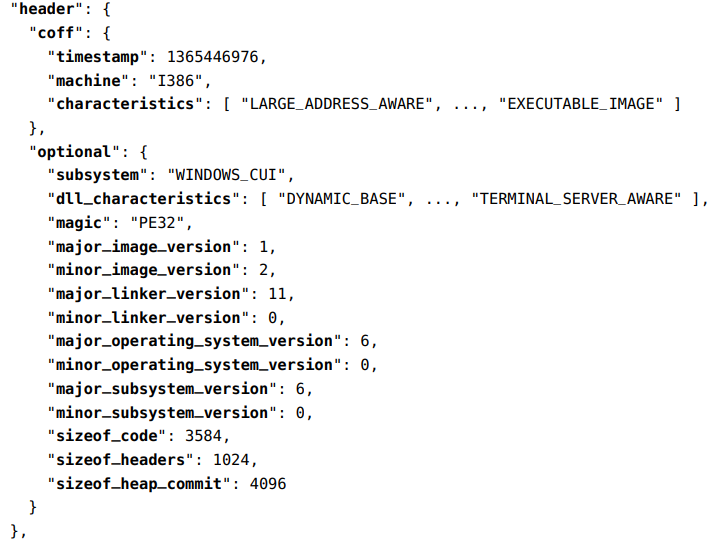 "header": {
"coff": {
"timestamp": 1365446976,
"machine": "I386",
"characteristics": [ "LARGE_ADDRESS_AWARE", ..., "EXECUTABLE_IMAGE" ]
},
"optional": {
"subsystem": "WINDOWS_CUI",
"dll_characteristics": [ "DYNAMIC_BASE", ..., "TERMINAL_SERVER_AWARE" ],
"magic": "PE32",
"major_image_version": 1,
"minor_image_version": 2,
"major_linker_version": 11,
"minor_linker_version": 0,
"major_operating_system_version": 6,
"minor_operating_system_version": 0,
"major_subsystem_version": 6,
"minor_subsystem_version": 0,
"sizeof_code": 3584,
"sizeof_headers": 1024,
"sizeof_heap_commit": 4096
}
},